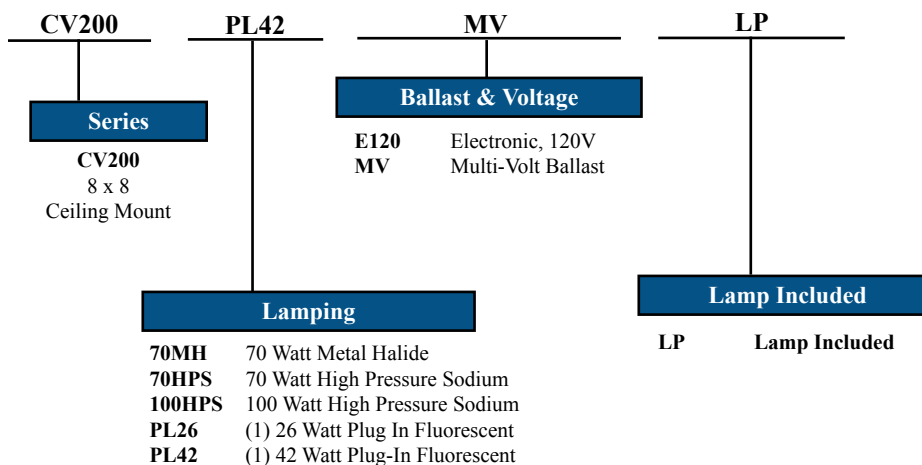 CV200 PL42 MV LP
Series
CV200
8 x 8
Ceiling Mount
Ballast & Voltage
E120 Electronic, 120V
MV Multi-Volt Ballast
Lamping
70MH 70 Watt Metal Halide
70HPS 70 Watt High Pressure Sodium
100HPS 100 Watt High Pressure Sodium
PL26 (1) 26 Watt Plug In Fluorescent
PL42 (1) 42 Watt Plug-In Fluorescent
Lamp Included
LP Lamp Included